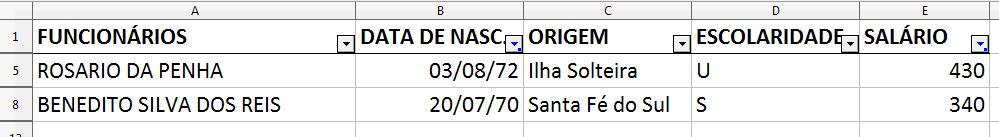 A B C D E
1 FUNCIONÁRIOS DATA DE NASC. ORIGEM ESCOLARIDADE SALÁRIO
5 ROSARIO DA PENHA 03/08/72 Ilha Solteira U 430
8 BENEDITO SILVA DOS REIS 20/07/70 Santa Fé do Sul S 340